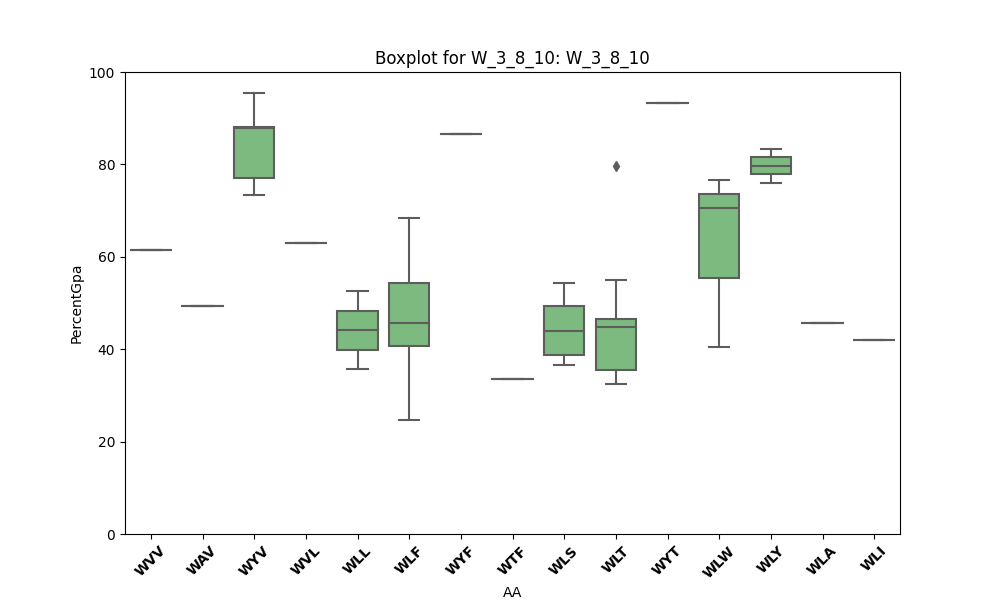 Boxplot for W_3_8_10: W_3_8_10
100
80
60
40
20
0
PercentGpa
WVV WAV WYV WVL WLL WLF WYF WTF WLS WLT WYT WLW WLY WLA WLI
AA